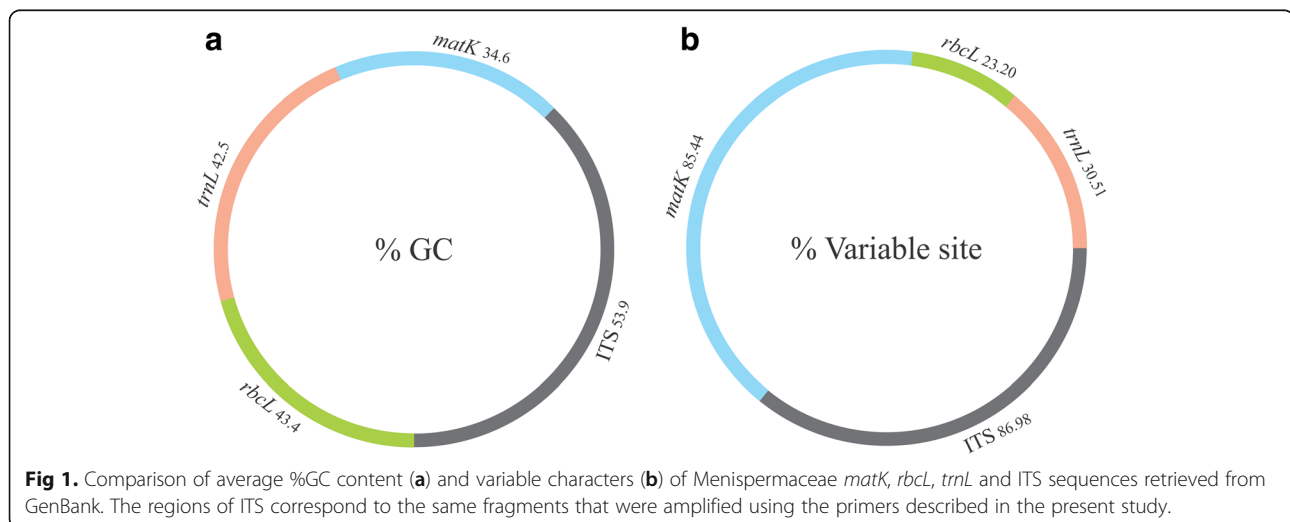 a
matK 34.6
trnL 42.5
% GC
ITS 53.9
rbcL 43.4
b
rbcL 23.20
trnL 30.51
matK 85.44
% Variable site
ITS 86.98
Fig 1. Comparison of average %GC content (a) and variable characters (b) of Menispermaceae matK, rbcL, trnL and ITS sequences retrieved from
GenBank. The regions of ITS correspond to the same fragments that were amplified using the primers described in the present study.